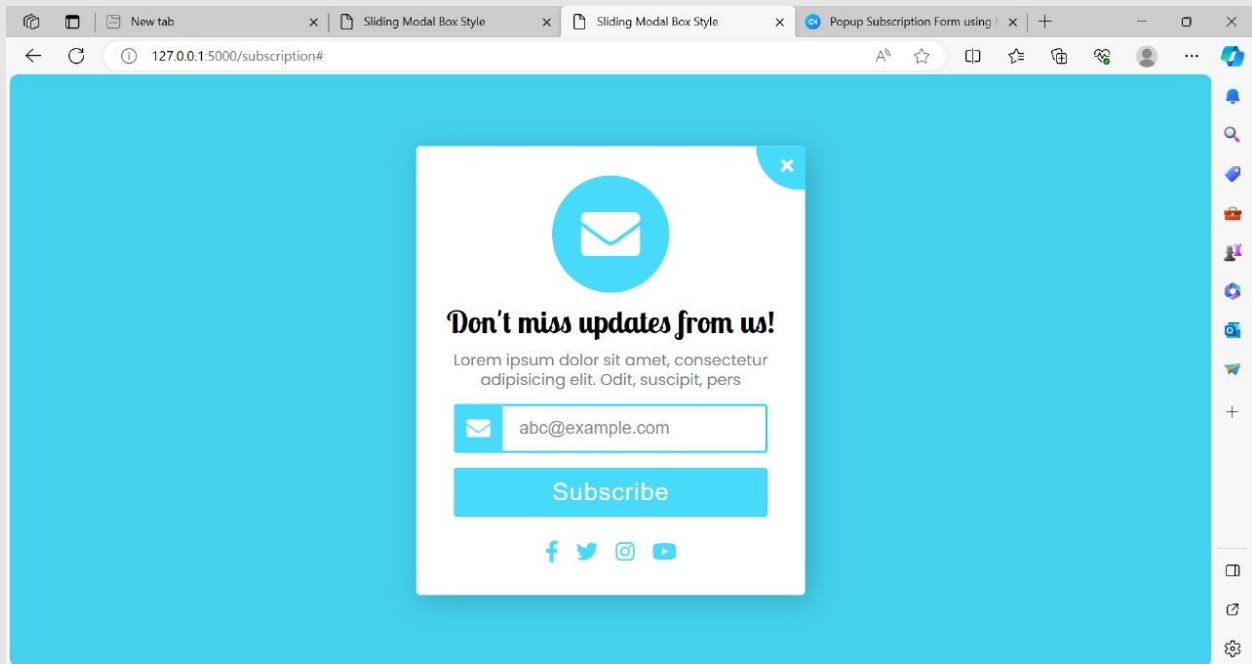 New tab
Sliding Modal Box Style
Sliding Modal Box Style
Popup Subscription Form using
127.0.0.1:5000/subscription#
Don't miss updates from us!
Lorem ipsum dolor sit amet, consectetur
adipisicing elit. Odit, suscipit, pers
abc@example.com
Subscribe